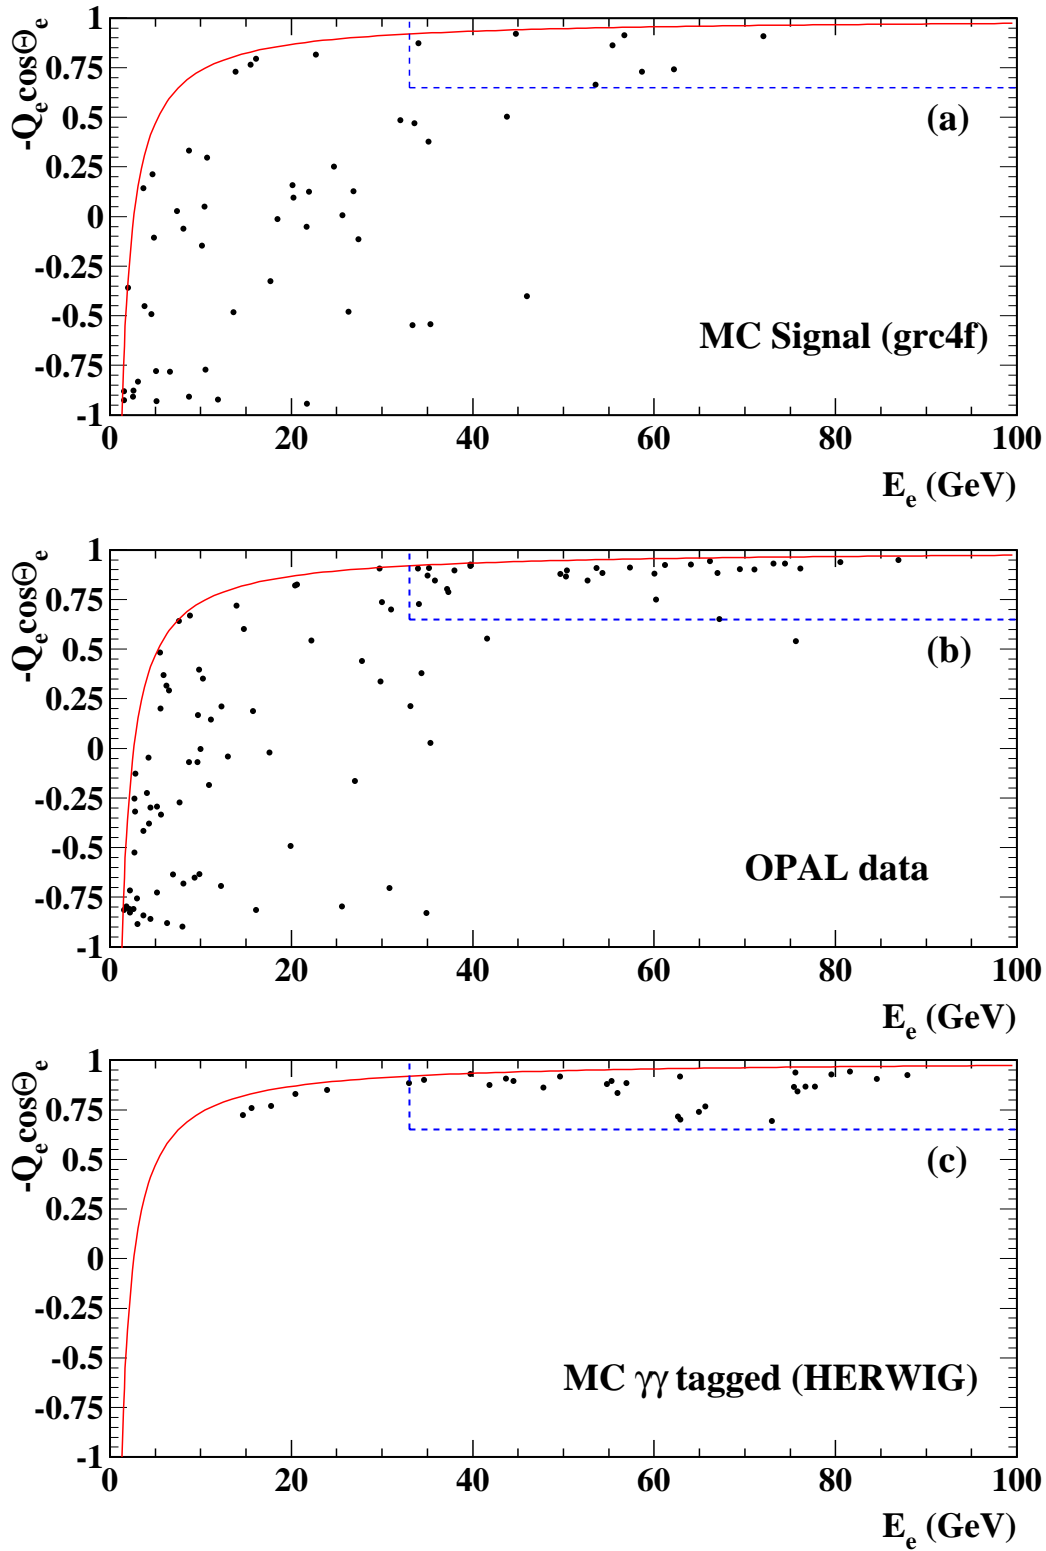 -Q_e cosΘ_e
1
0.75
0.5
0.25
0
-0.25
-0.5
-0.75
-1
(a)
MC Signal (grc4f)
0 20 40 60 80 100
E_e (GeV)
-Q_e cosΘ_e
1
0.75
0.5
0.25
0
-0.25
-0.5
-0.75
-1
(b)
OPAL data
0 20 40 60 80 100
E_e (GeV)
-Q_e cosΘ_e
1
0.75
0.5
0.25
0
-0.25
-0.5
-0.75
-1
(c)
MC γγ tagged (HERWIG)
0 20 40 60 80 100
E_e (GeV)